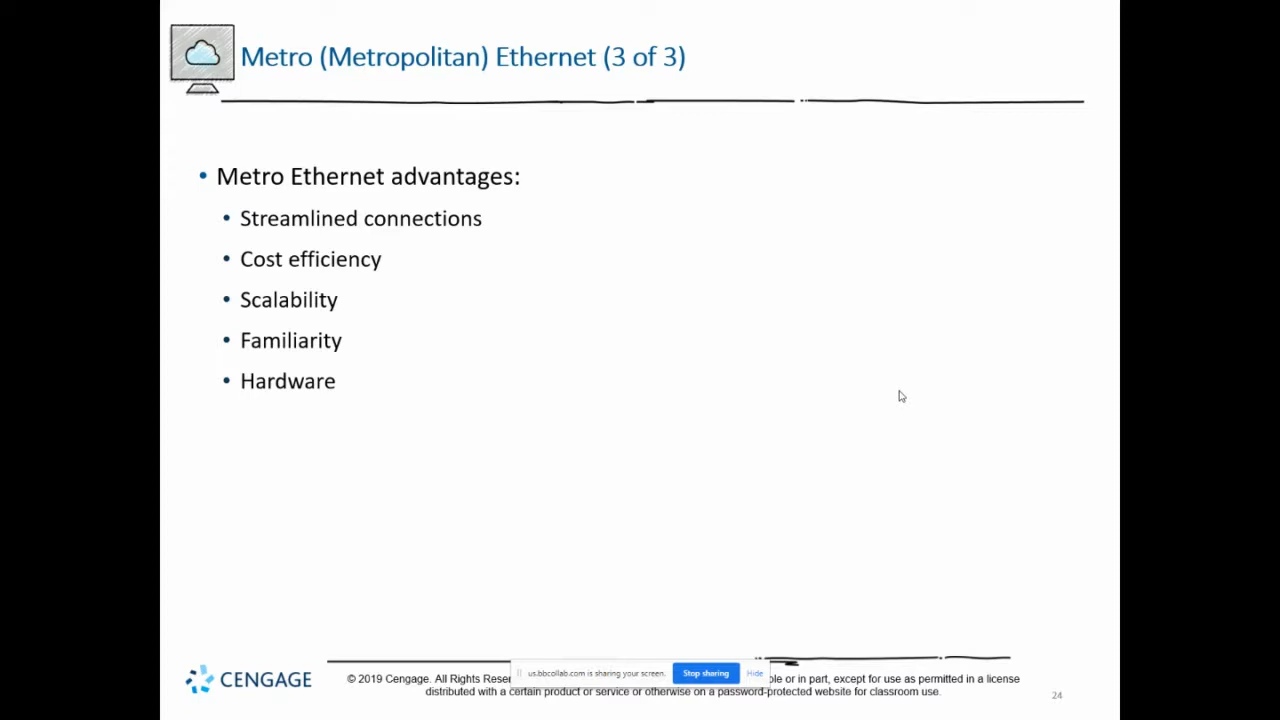 Metro (Metropolitan) Ethernet (3 of 3)
• Metro Ethernet advantages:
• Streamlined connections
• Cost efficiency
• Scalability
• Familiarity
• Hardware
CENGAGE
© 2019 Cengage. All Rights Rese
us.bbcollab.com is sharing your screen.
Stop sharing
Hide
ole or in part, except for use as permitted in a license
distributed with a certain product or service or otherwise on a password-protected website for classroom use.
24